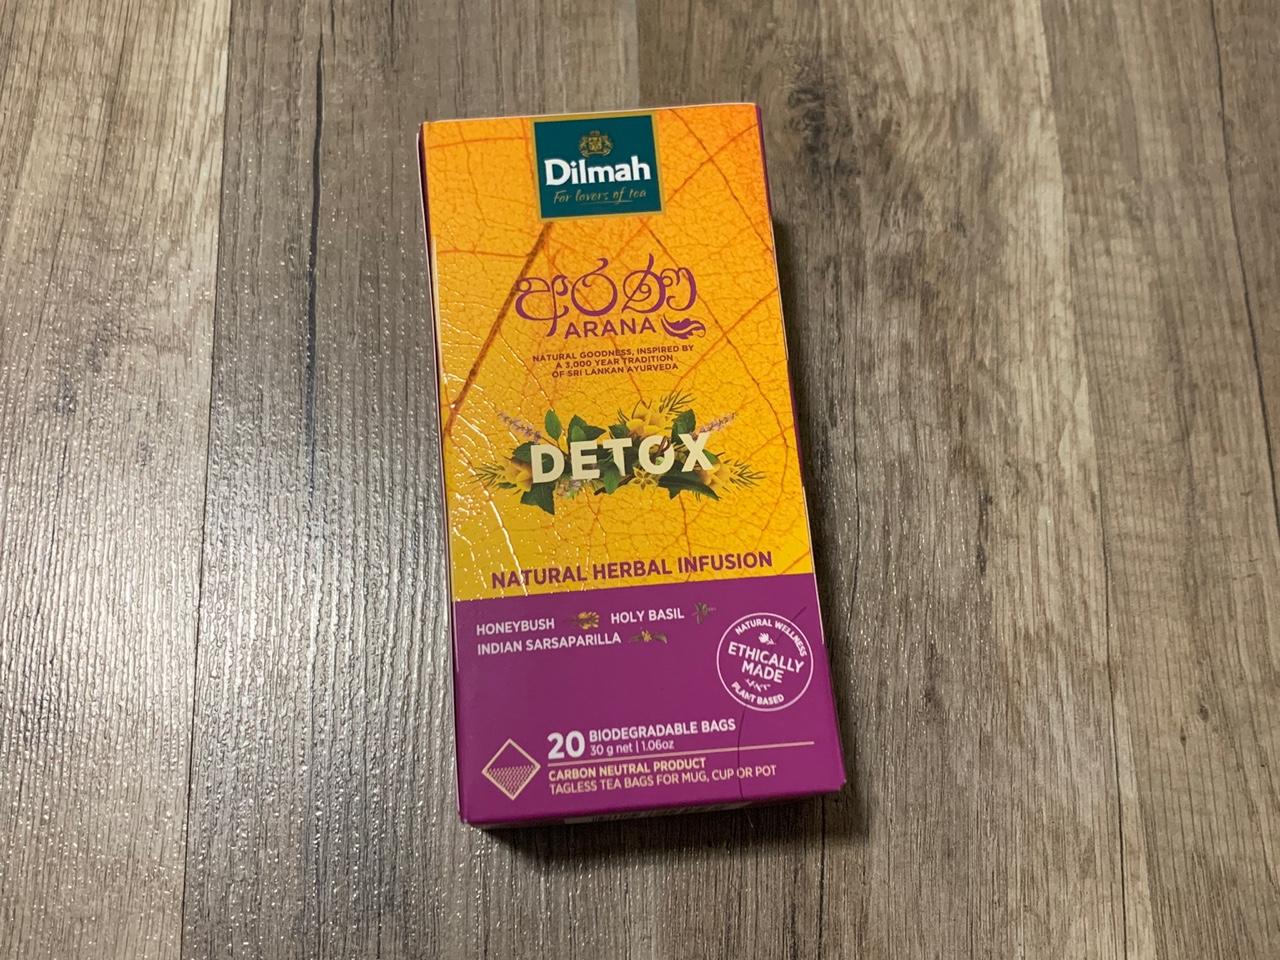 Dilmah
For lovers of tea
අරණ
ARANA
NATURAL GOODNESS, INSPIRED BY
A 3,000 YEAR TRADITION
OF SRI LANKAN AYURVEDA
DETOX
NATURAL HERBAL INFUSION
HONEYBUSH HOLY BASIL
INDIAN SARSAPARILLA
NATURAL WELLNESS
ETHICALLY
MADE
PLANT BASED
20 BIODEGRADABLE BAGS
30 g net | 1.06oz
CARBON NEUTRAL PRODUCT
TAGLESS TEA BAGS FOR MUG, CUP OR POT